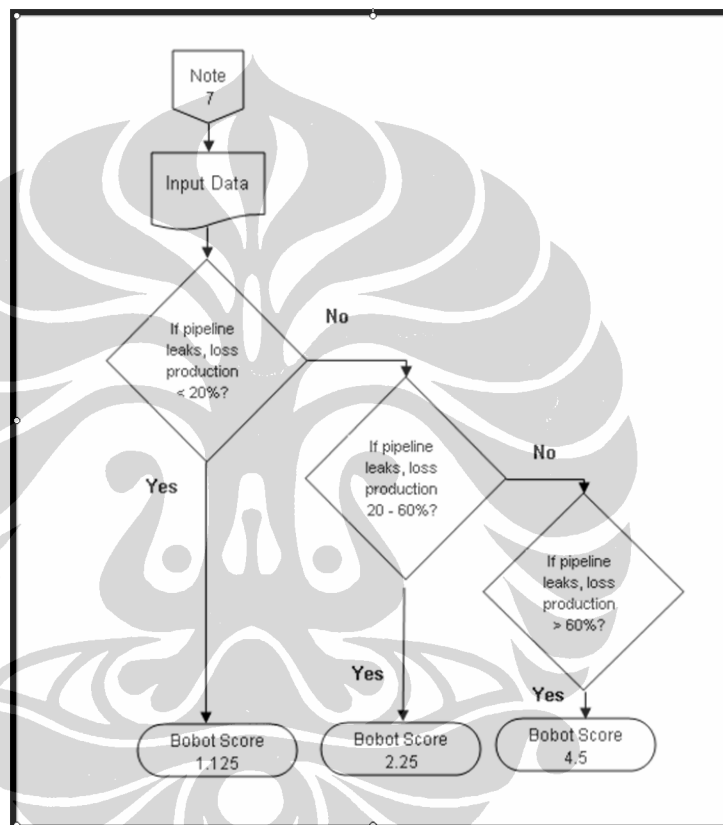 Note
7
Input Data
If pipeline
leaks, loss
production
< 20%?
No
Yes
If pipeline
leaks, loss
production
20 - 60%?
No
Yes
If pipeline
leaks, loss
production
> 60%?
Yes
Bobot Score
1.125
Bobot Score
2.25
Bobot Score
4.5